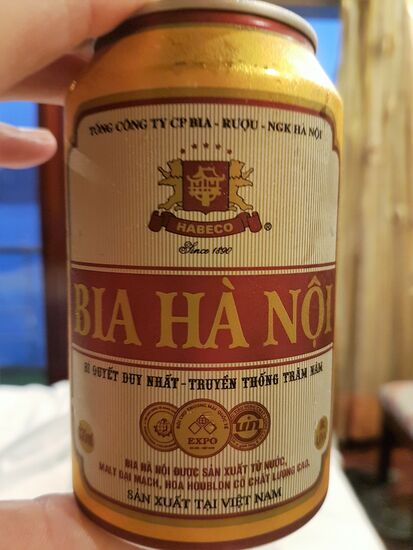 TỔNG CÔNG TY CP BIA - RƯỢU - NGK HÀ NỘI
HABECO
®
Since 1890
BIA HÀ NỘI
BÍ QUYẾT DUY NHẤT - TRUYỀN THỐNG TRĂM NĂM
EXPO
BIA HÀ NỘI ĐƯỢC SẢN XUẤT TỪ NƯỚC,
MALT ĐẠI MẠCH, HOA HOUBLON CÓ CHẤT LƯỢNG CAO.
SẢN XUẤT TẠI VIỆT NAM